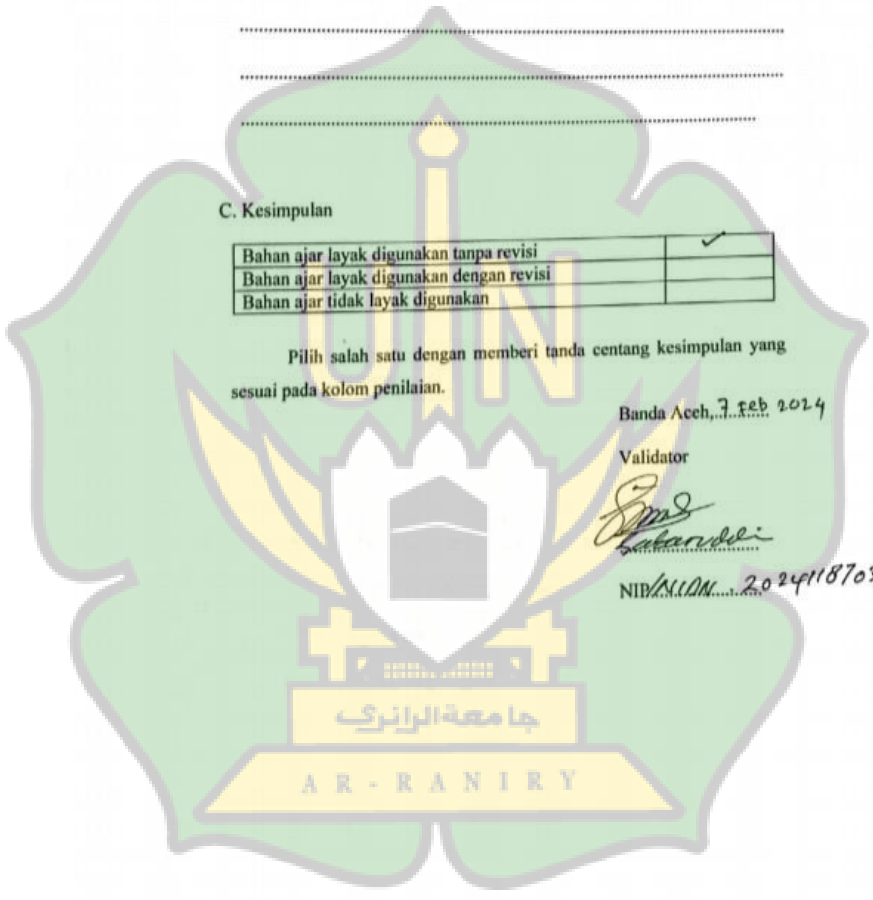 C. Kesimpulan
Bahan ajar layak digunakan tanpa revisi ✓
Bahan ajar layak digunakan dengan revisi
Bahan ajar tidak layak digunakan
Pilih salah satu dengan memberi tanda centang kesimpulan yang
sesuai pada kolom penilaian.
Banda Aceh, 7 Feb 2024
Validator
NIP/NIDN. 2024118703
UIN
جامعة الرانري
AR-RANIRY